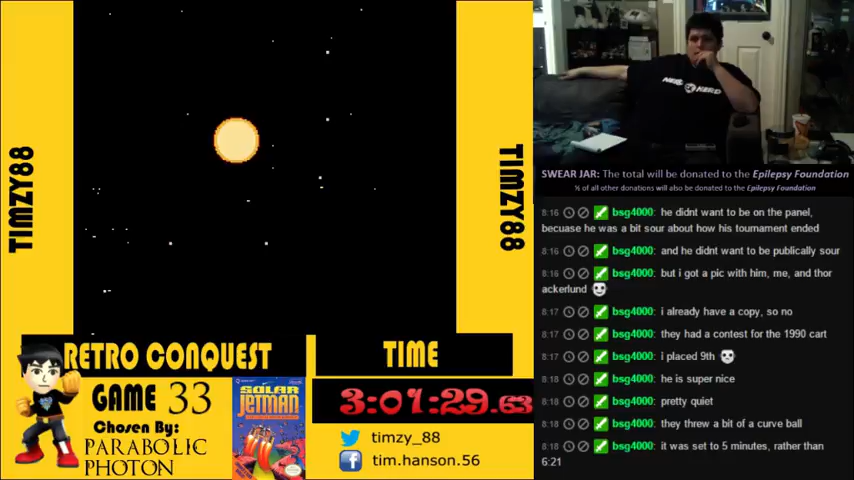 TIMZY88
TIMZY88
NERD NERD
SWEAR JAR: The total will be donated to the Epilepsy Foundation
½ of all other donations will also be donated to the Epilepsy Foundation
8:16 bsg4000: he didnt want to be on the panel,
becuase he was a bit sour about how his tournament ended
8:16 bsg4000: and he didnt want to be publically sour
8:16 bsg4000: but i got a pic with him, me, and thor
ackerlund
8:17 bsg4000: i already have a copy, so no
8:17 bsg4000: they had a contest for the 1990 cart
8:17 bsg4000: i placed 9th
8:18 bsg4000: he is super nice
8:18 bsg4000: pretty quiet
8:18 bsg4000: they threw a bit of a curve ball
8:18 bsg4000: it was set to 5 minutes, rather than
6:21
RETRO CONQUEST
GAME 33
Chosen By:
PARABOLIC
PHOTON
SOLAR
JETMAN
TIME
3:01:29.63
timzy_88
tim.hanson.56